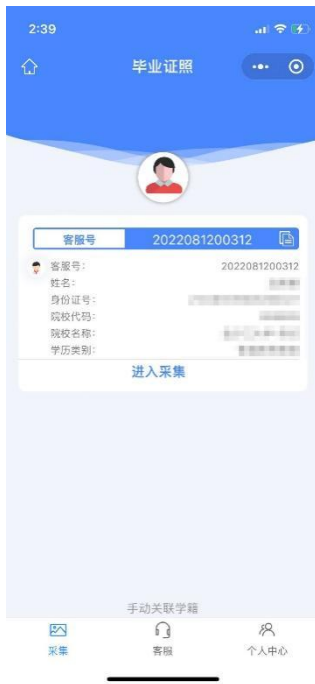 2:39
毕业证照
客服号 2022081200312
客服号: 2022081200312
姓名:
身份证号:
院校代码:
院校名称:
学历类别:
进入采集
手动关联学籍
采集 客服 个人中心